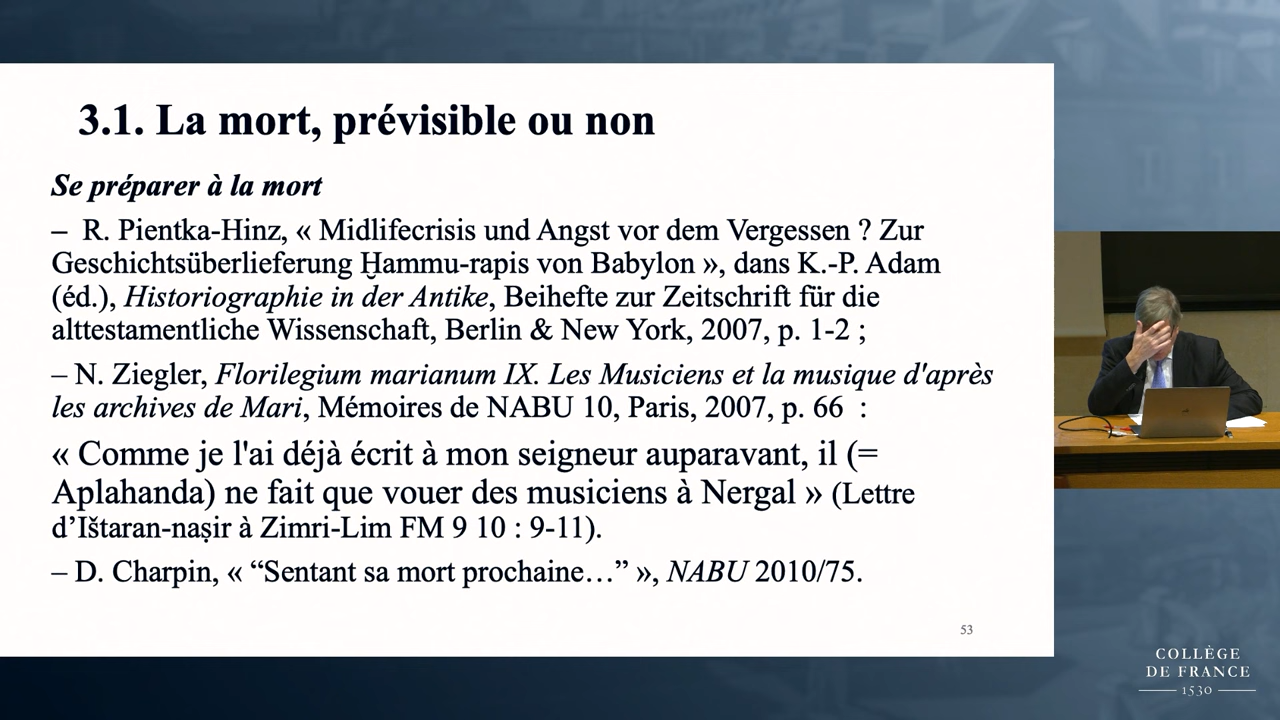 3.1. La mort, prévisible ou non
Se préparer à la mort
– R. Pientka-Hinz, « Midlifecrisis und Angst vor dem Vergessen ? Zur
Geschichtsüberlieferung Ḫammu-rapis von Babylon », dans K.-P. Adam
(éd.), Historiographie in der Antike, Beihefte zur Zeitschrift für die
alttestamentliche Wissenschaft, Berlin & New York, 2007, p. 1-2 ;
– N. Ziegler, Florilegium marianum IX. Les Musiciens et la musique d'après
les archives de Mari, Mémoires de NABU 10, Paris, 2007, p. 66 :
« Comme je l'ai déjà écrit à mon seigneur auparavant, il (=
Aplahanda) ne fait que vouer des musiciens à Nergal » (Lettre
d’Ištaran-naṣir à Zimri-Lim FM 9 10 : 9-11).
– D. Charpin, « “Sentant sa mort prochaine…” », NABU 2010/75.
53
COLLÈGE
DE FRANCE
1530